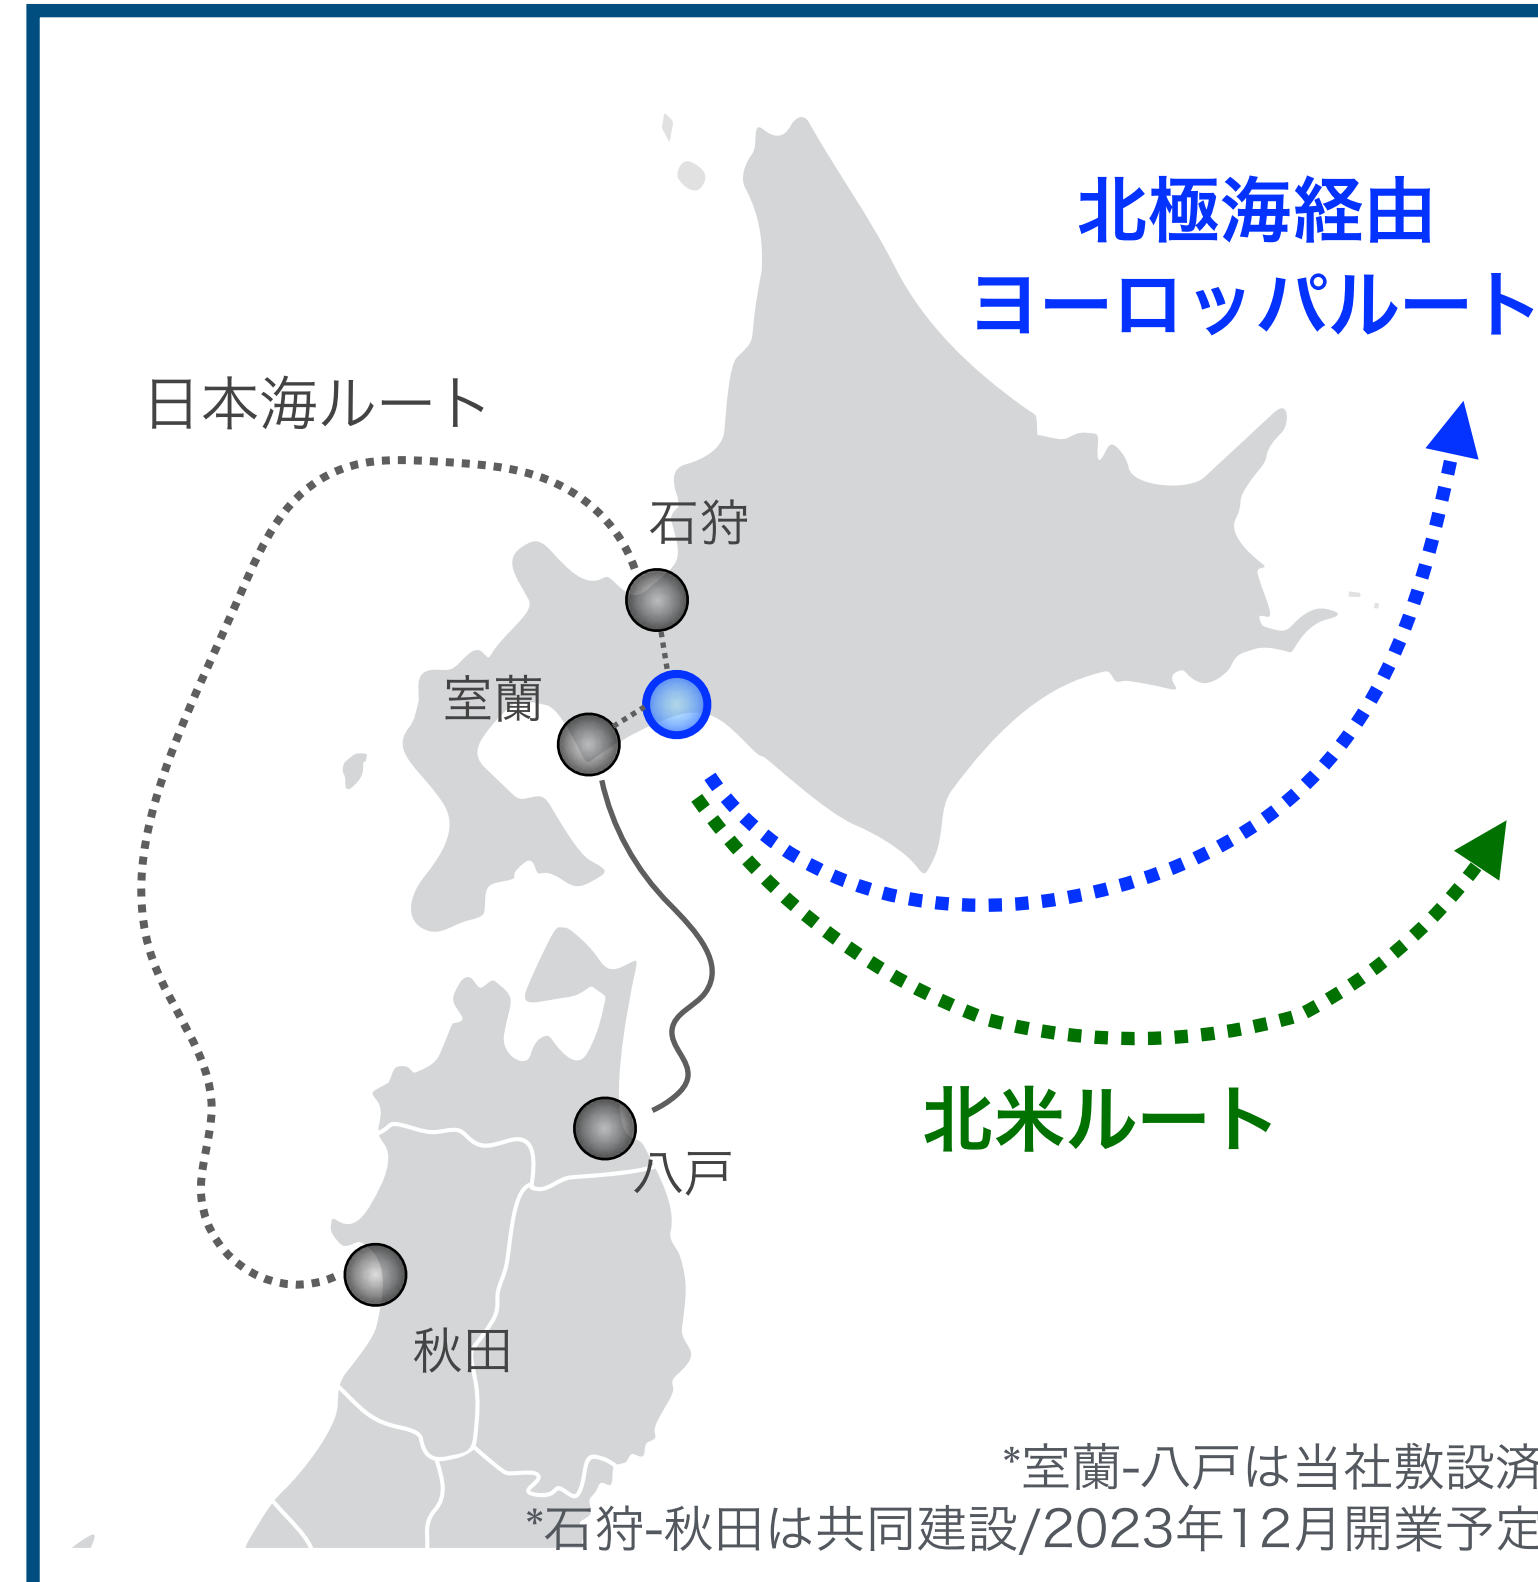 北極海経由
ヨーロッパルート
日本海ルート
石狩
室蘭
北米ルート
八戸
秋田
*室蘭-八戸は当社敷設済
*石狩-秋田は共同建設/2023年12月開業予定